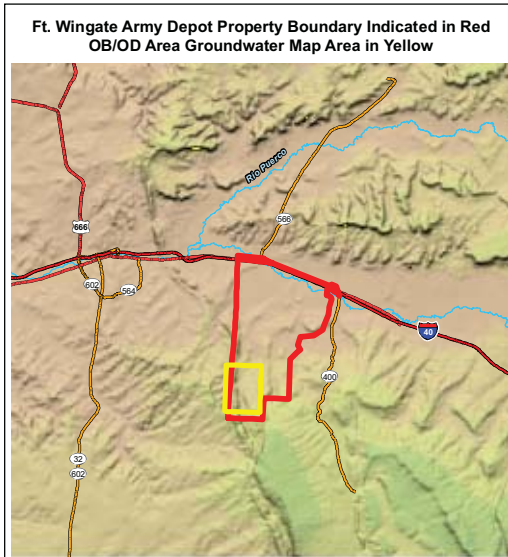 Ft. Wingate Army Depot Property Boundary Indicated in Red
OB/OD Area Groundwater Map Area in Yellow
Rio Puerco
566
666
602
564
40
400
32
602